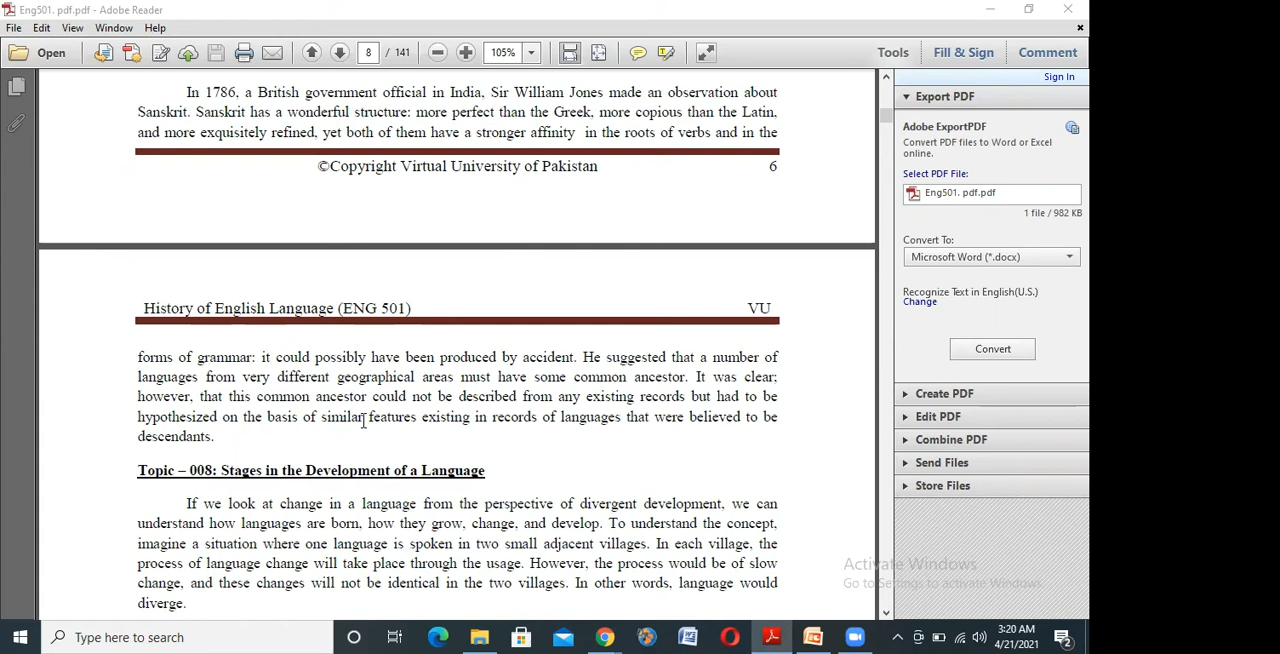 Eng501. pdf.pdf - Adobe Reader
File Edit View Window Help
Open 8 / 141 105% Tools Fill & Sign Comment
Sign In
In 1786, a British government official in India, Sir William Jones made an observation about
Sanskrit. Sanskrit has a wonderful structure: more perfect than the Greek, more copious than the Latin,
and more exquisitely refined, yet both of them have a stronger affinity in the roots of verbs and in the
©Copyright Virtual University of Pakistan 6
History of English Language (ENG 501) VU
forms of grammar: it could possibly have been produced by accident. He suggested that a number of
languages from very different geographical areas must have some common ancestor. It was clear;
however, that this common ancestor could not be described from any existing records but had to be
hypothesized on the basis of similar features existing in records of languages that were believed to be
descendants.
Topic – 008: Stages in the Development of a Language
If we look at change in a language from the perspective of divergent development, we can
understand how languages are born, how they grow, change, and develop. To understand the concept,
imagine a situation where one language is spoken in two small adjacent villages. In each village, the
process of language change will take place through the usage. However, the process would be of slow
change, and these changes will not be identical in the two villages. In other words, language would
diverge.
Export PDF
Adobe ExportPDF
Convert PDF files to Word or Excel
online.
Select PDF File:
Eng501. pdf.pdf
1 file / 982 KB
Convert To:
Microsoft Word (*.docx)
Recognize Text in English(U.S.)
Change
Convert
Create PDF
Edit PDF
Combine PDF
Send Files
Store Files
Activate Windows
Go to Settings to activate Windows.
Type here to search
3:20 AM
4/21/2021
2